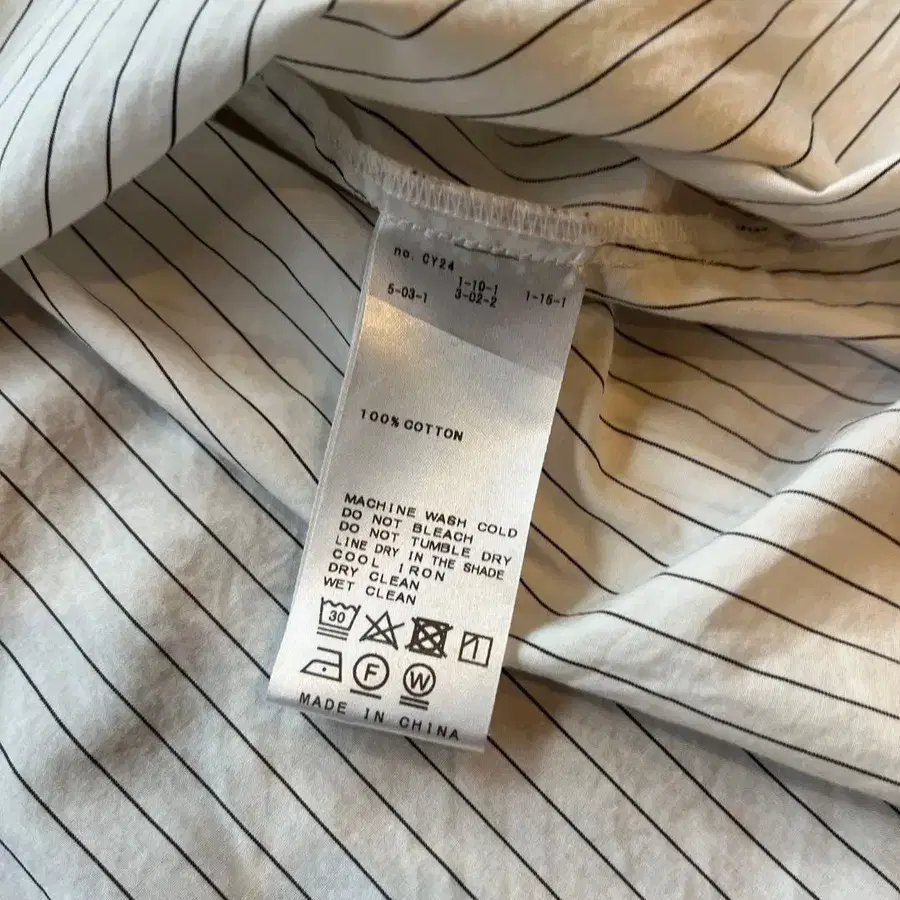 no. CY24
1-10-1
5-03-1 3-02-2 1-15-1
100% COTTON
MACHINE WASH COLD
DO NOT BLEACH
DO NOT TUMBLE DRY
LINE DRY IN THE SHADE
COOL IRON
DRY CLEAN
WET CLEAN
30
F W
MADE IN CHINA